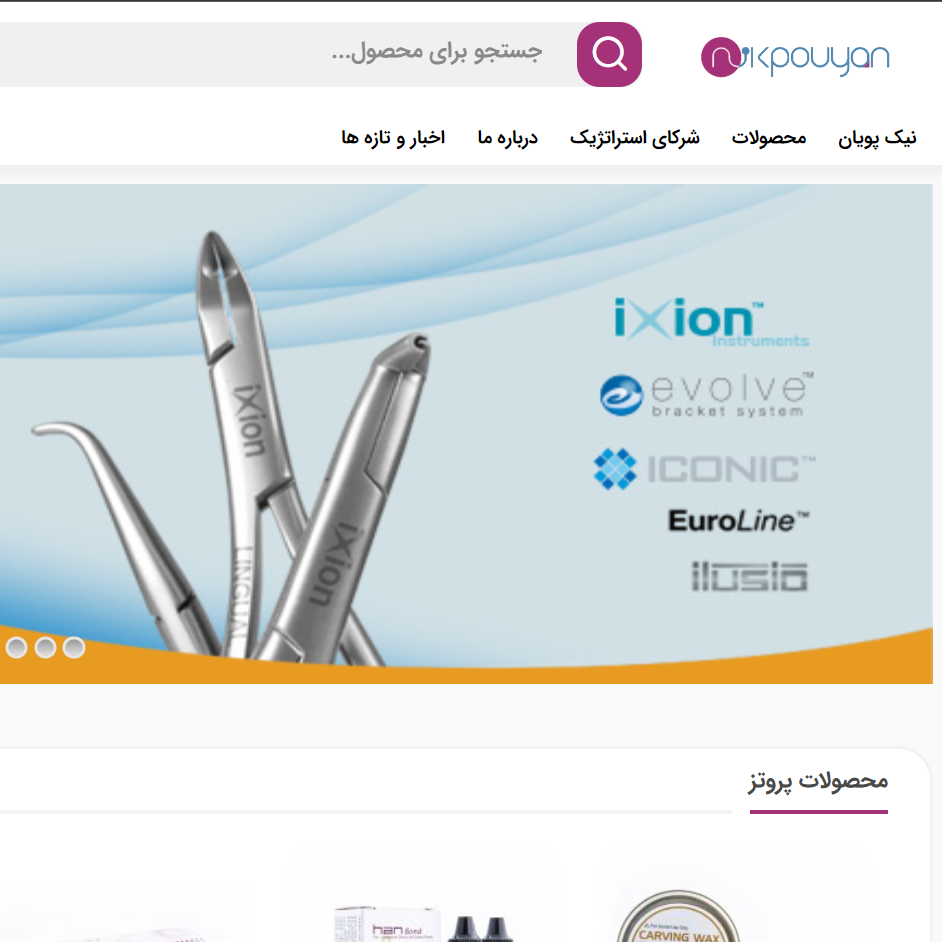 nikpouyan
جستجو برای محصول...
نیک پویان
محصولات
شرکای استراتژیک
درباره ما
اخبار و تازه ها
iXion™
instruments
evolve™
bracket system
ICONIC™
EuroLine™
ilusio
iXion
LINGUAL
iXion
محصولات پروتز
han Bond
CARVING WAX